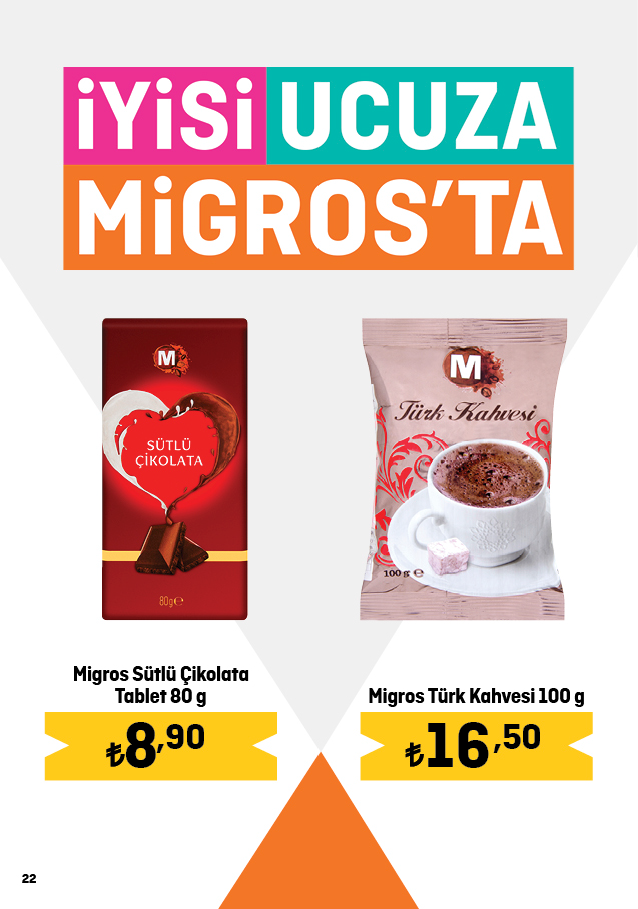 iYiSi UCUZA
MiGROS'TA
M
SÜTLÜ
ÇİKOLATA
80g℮
M
Türk Kahvesi
100 g ℮
Migros Sütlü Çikolata
Tablet 80 g
₺8,90
Migros Türk Kahvesi 100 g
₺16,50
22